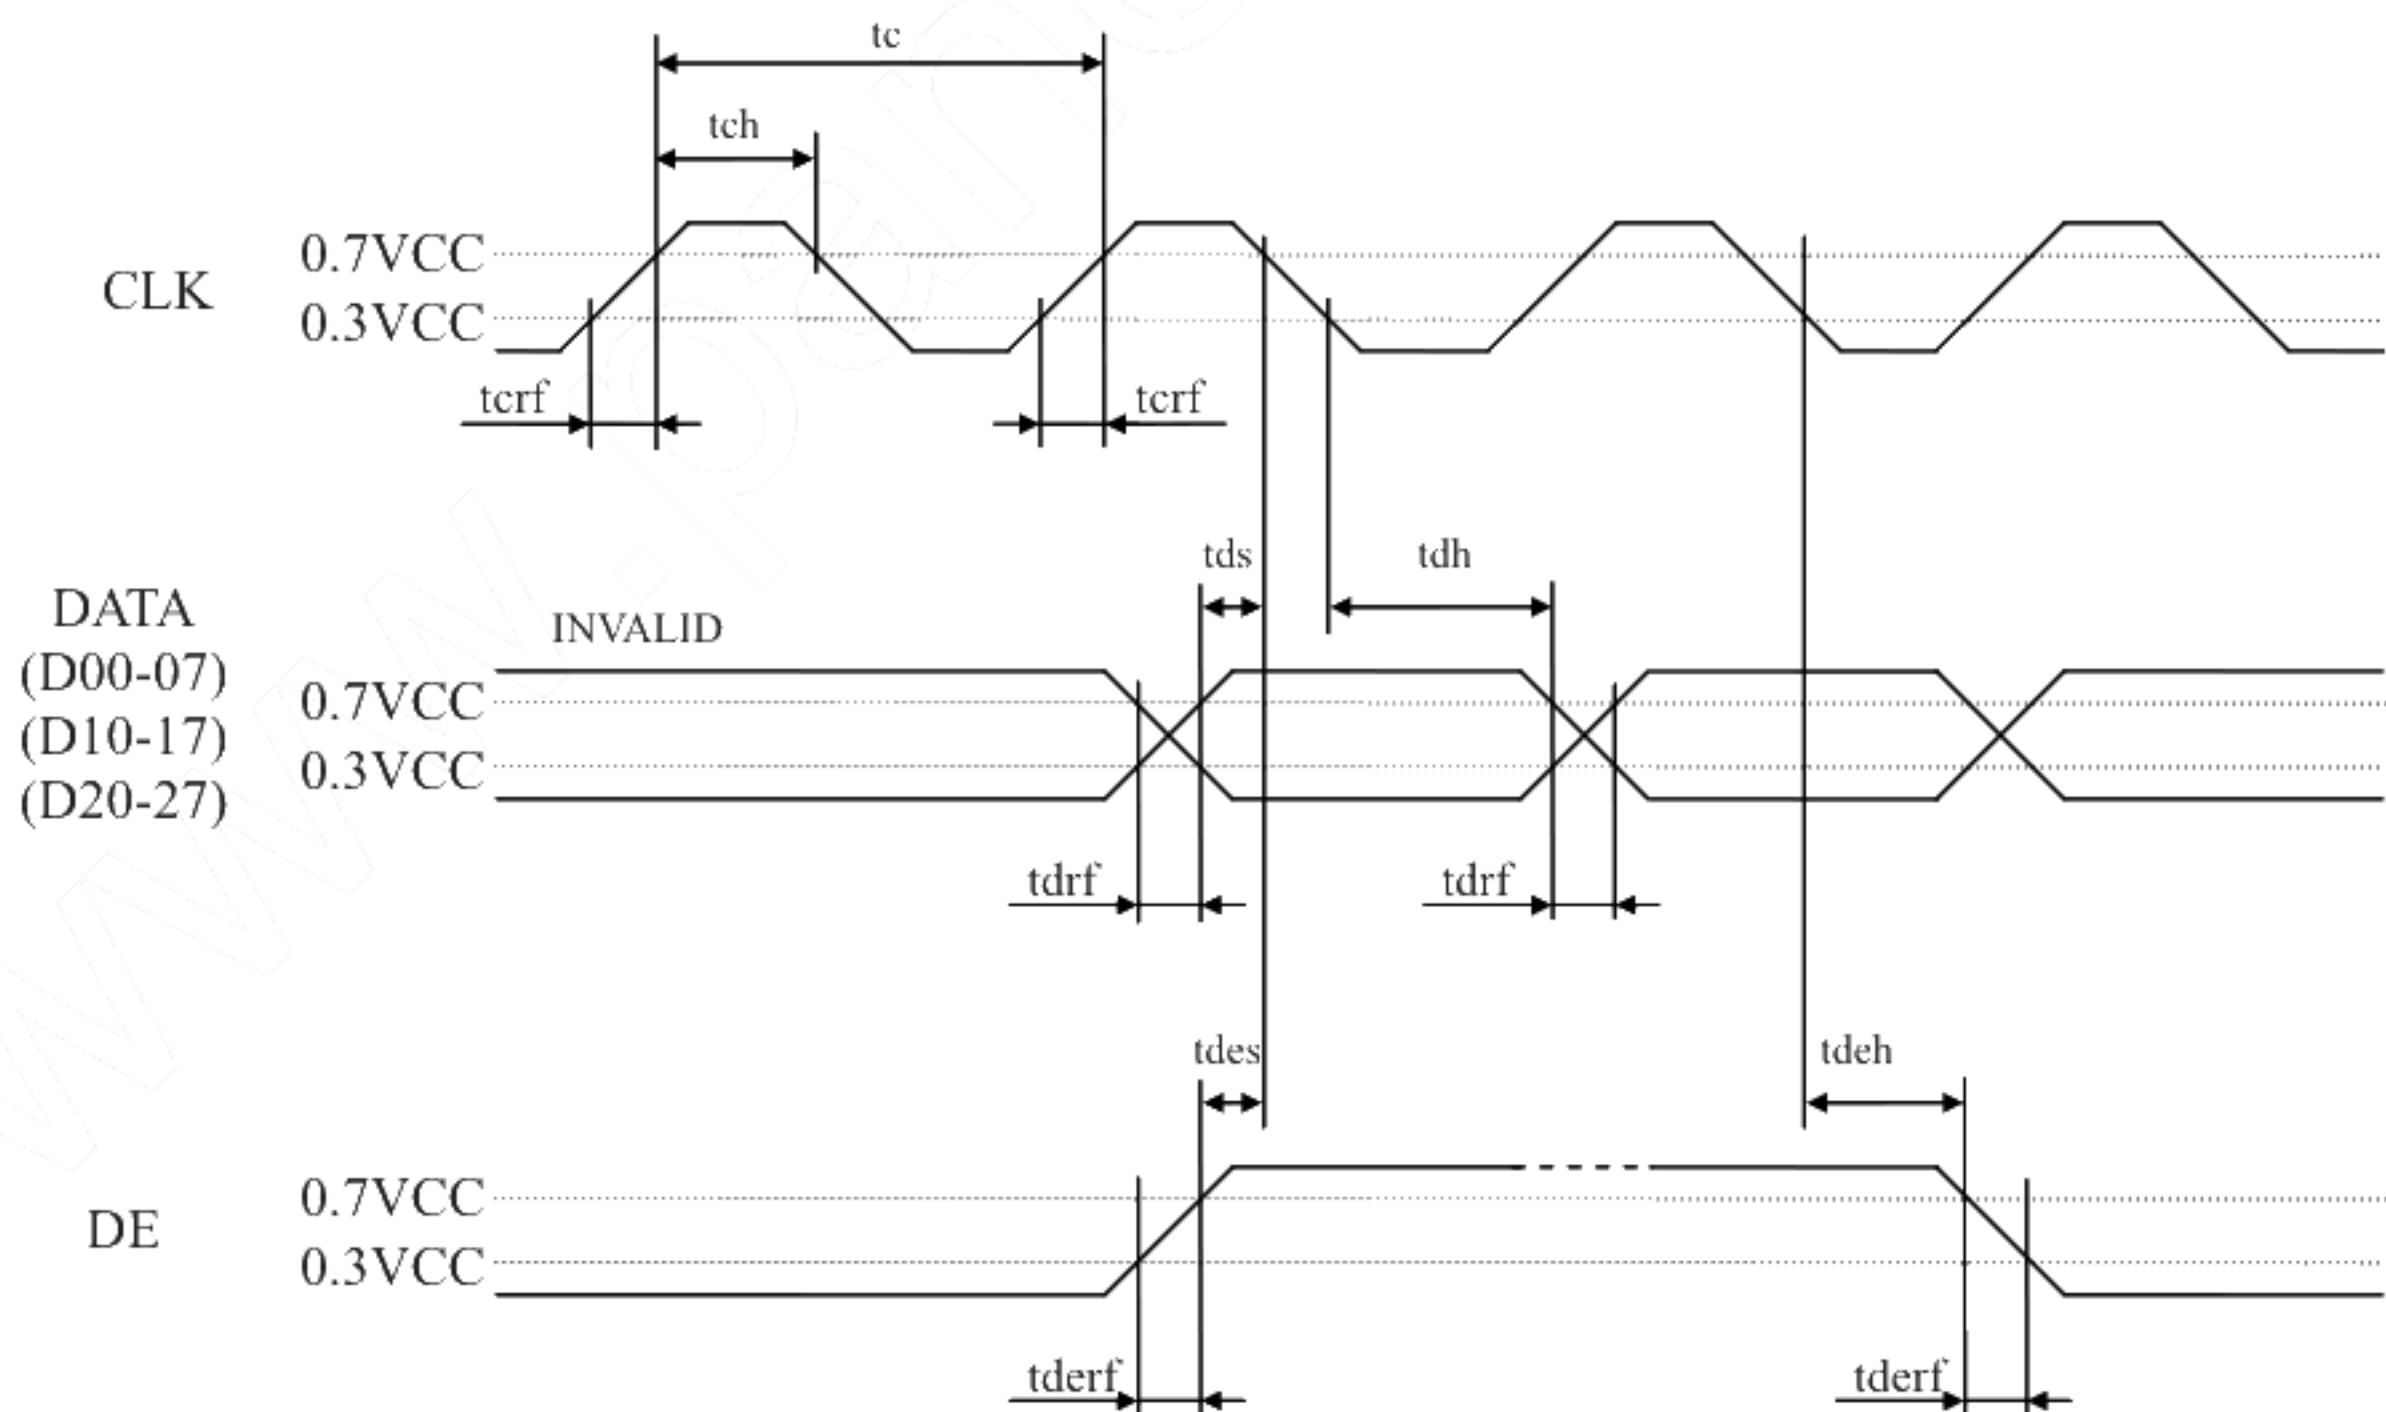 tc
tch
0.7VCC
CLK
0.3VCC
tcrf
tcrf
tds
tdh
DATA
INVALID
(D00-07)
0.7VCC
(D10-17)
0.3VCC
(D20-27)
tdrf
tdrf
tdes
tdeh
0.7VCC
DE
0.3VCC
tderf
tderf